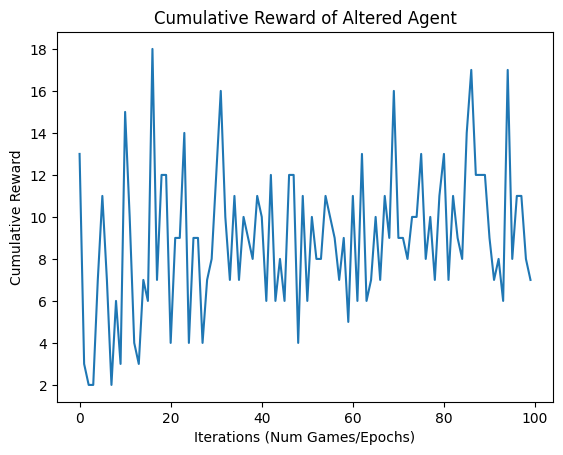 Cumulative Reward of Altered Agent
18
16
14
12
10
8
6
4
2
Cumulative Reward
0 20 40 60 80 100
Iterations (Num Games/Epochs)